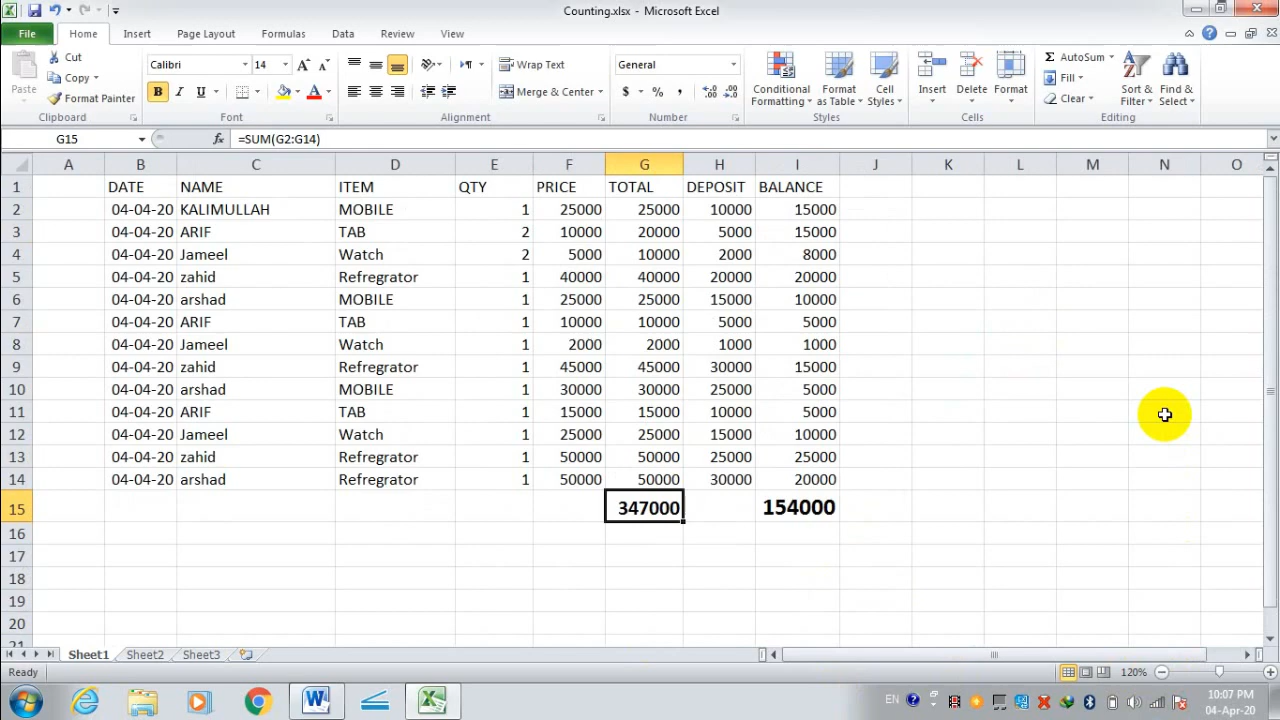 Counting.xlsx - Microsoft Excel
File Home Insert Page Layout Formulas Data Review View
Paste Cut Copy Format Painter Clipboard
Calibri 14 B I U A Font
Wrap Text Merge & Center Alignment
General $ % , Number
Conditional Formatting Format as Table Cell Styles Styles
Insert Delete Format Cells
Σ AutoSum Fill Clear Sort & Filter Find & Select Editing
G15 fx =SUM(G2:G14)
A B C D E F G H I J K L M N O
1 DATE NAME ITEM QTY PRICE TOTAL DEPOSIT BALANCE
2 04-04-20 KALIMULLAH MOBILE 1 25000 25000 10000 15000
3 04-04-20 ARIF TAB 2 10000 20000 5000 15000
4 04-04-20 Jameel Watch 2 5000 10000 2000 8000
5 04-04-20 zahid Refregrator 1 40000 40000 20000 20000
6 04-04-20 arshad MOBILE 1 25000 25000 15000 10000
7 04-04-20 ARIF TAB 1 10000 10000 5000 5000
8 04-04-20 Jameel Watch 1 2000 2000 1000 1000
9 04-04-20 zahid Refregrator 1 45000 45000 30000 15000
10 04-04-20 arshad MOBILE 1 30000 30000 25000 5000
11 04-04-20 ARIF TAB 1 15000 15000 10000 5000
12 04-04-20 Jameel Watch 1 25000 25000 15000 10000
13 04-04-20 zahid Refregrator 1 50000 50000 25000 25000
14 04-04-20 arshad Refregrator 1 50000 50000 30000 20000
15 347000 154000
16
17
18
19
20
21
Sheet1 Sheet2 Sheet3
Ready 120%
EN 10:07 PM
04-Apr-20